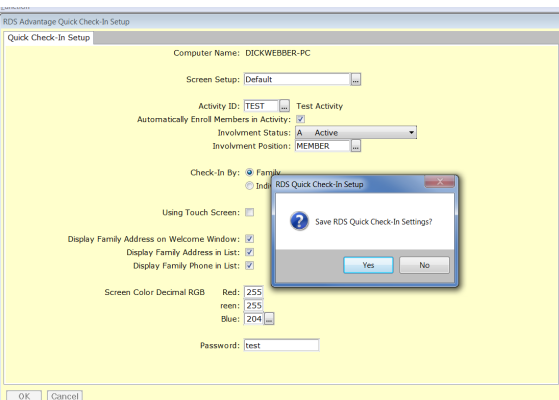 RDS Advantage Quick Check-In Setup
Quick Check-In Setup
Computer Name: DICKWEBBER-PC
Screen Setup: Default ...
Activity ID: TEST ... Test Activity
Automatically Enroll Members in Activity:
Involvment Status: A Active
Involvment Position: MEMBER ...
Check-In By: Family
RDS Quick Check-In Setup
Save RDS Quick Check-In Settings?
Yes No
Using Touch Screen:
Display Family Address on Welcome Window:
Display Family Address in List:
Display Family Phone in List:
Screen Color Decimal RGB Red: 255
reen: 255
Blue: 204 ...
Password: test
OK Cancel